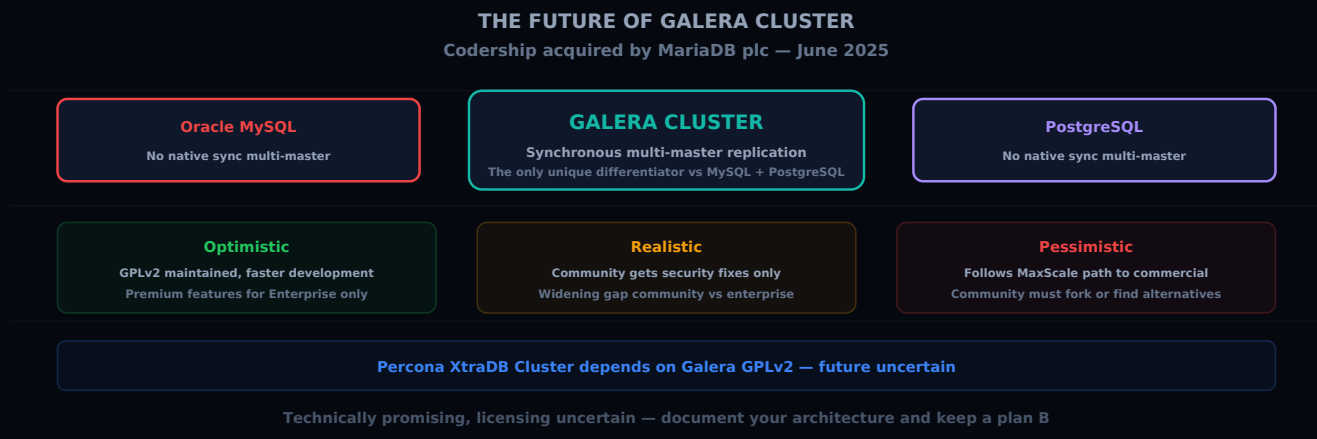 THE FUTURE OF GALERA CLUSTER
Codership acquired by MariaDB plc — June 2025
Oracle MySQL
No native sync multi-master
GALERA CLUSTER
Synchronous multi-master replication
The only unique differentiator vs MySQL + PostgreSQL
PostgreSQL
No native sync multi-master
Optimistic
GPLv2 maintained, faster development
Premium features for Enterprise only
Realistic
Community gets security fixes only
Widening gap community vs enterprise
Pessimistic
Follows MaxScale path to commercial
Community must fork or find alternatives
Percona XtraDB Cluster depends on Galera GPLv2 — future uncertain
Technically promising, licensing uncertain — document your architecture and keep a plan B